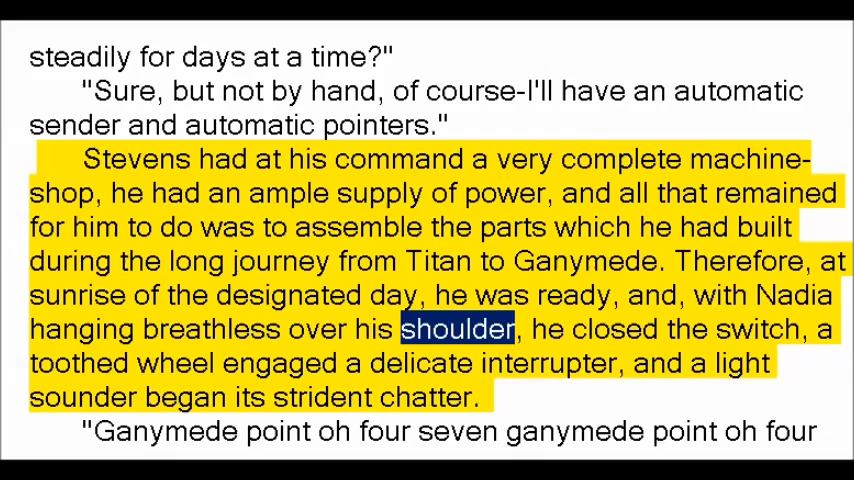 steadily for days at a time?"
"Sure, but not by hand, of course-I'll have an automatic
sender and automatic pointers."
Stevens had at his command a very complete machine-
shop, he had an ample supply of power, and all that remained
for him to do was to assemble the parts which he had built
during the long journey from Titan to Ganymede. Therefore, at
sunrise of the designated day, he was ready, and, with Nadia
hanging breathless over his shoulder, he closed the switch, a
toothed wheel engaged a delicate interrupter, and a light
sounder began its strident chatter.
"Ganymede point oh four seven ganymede point oh four